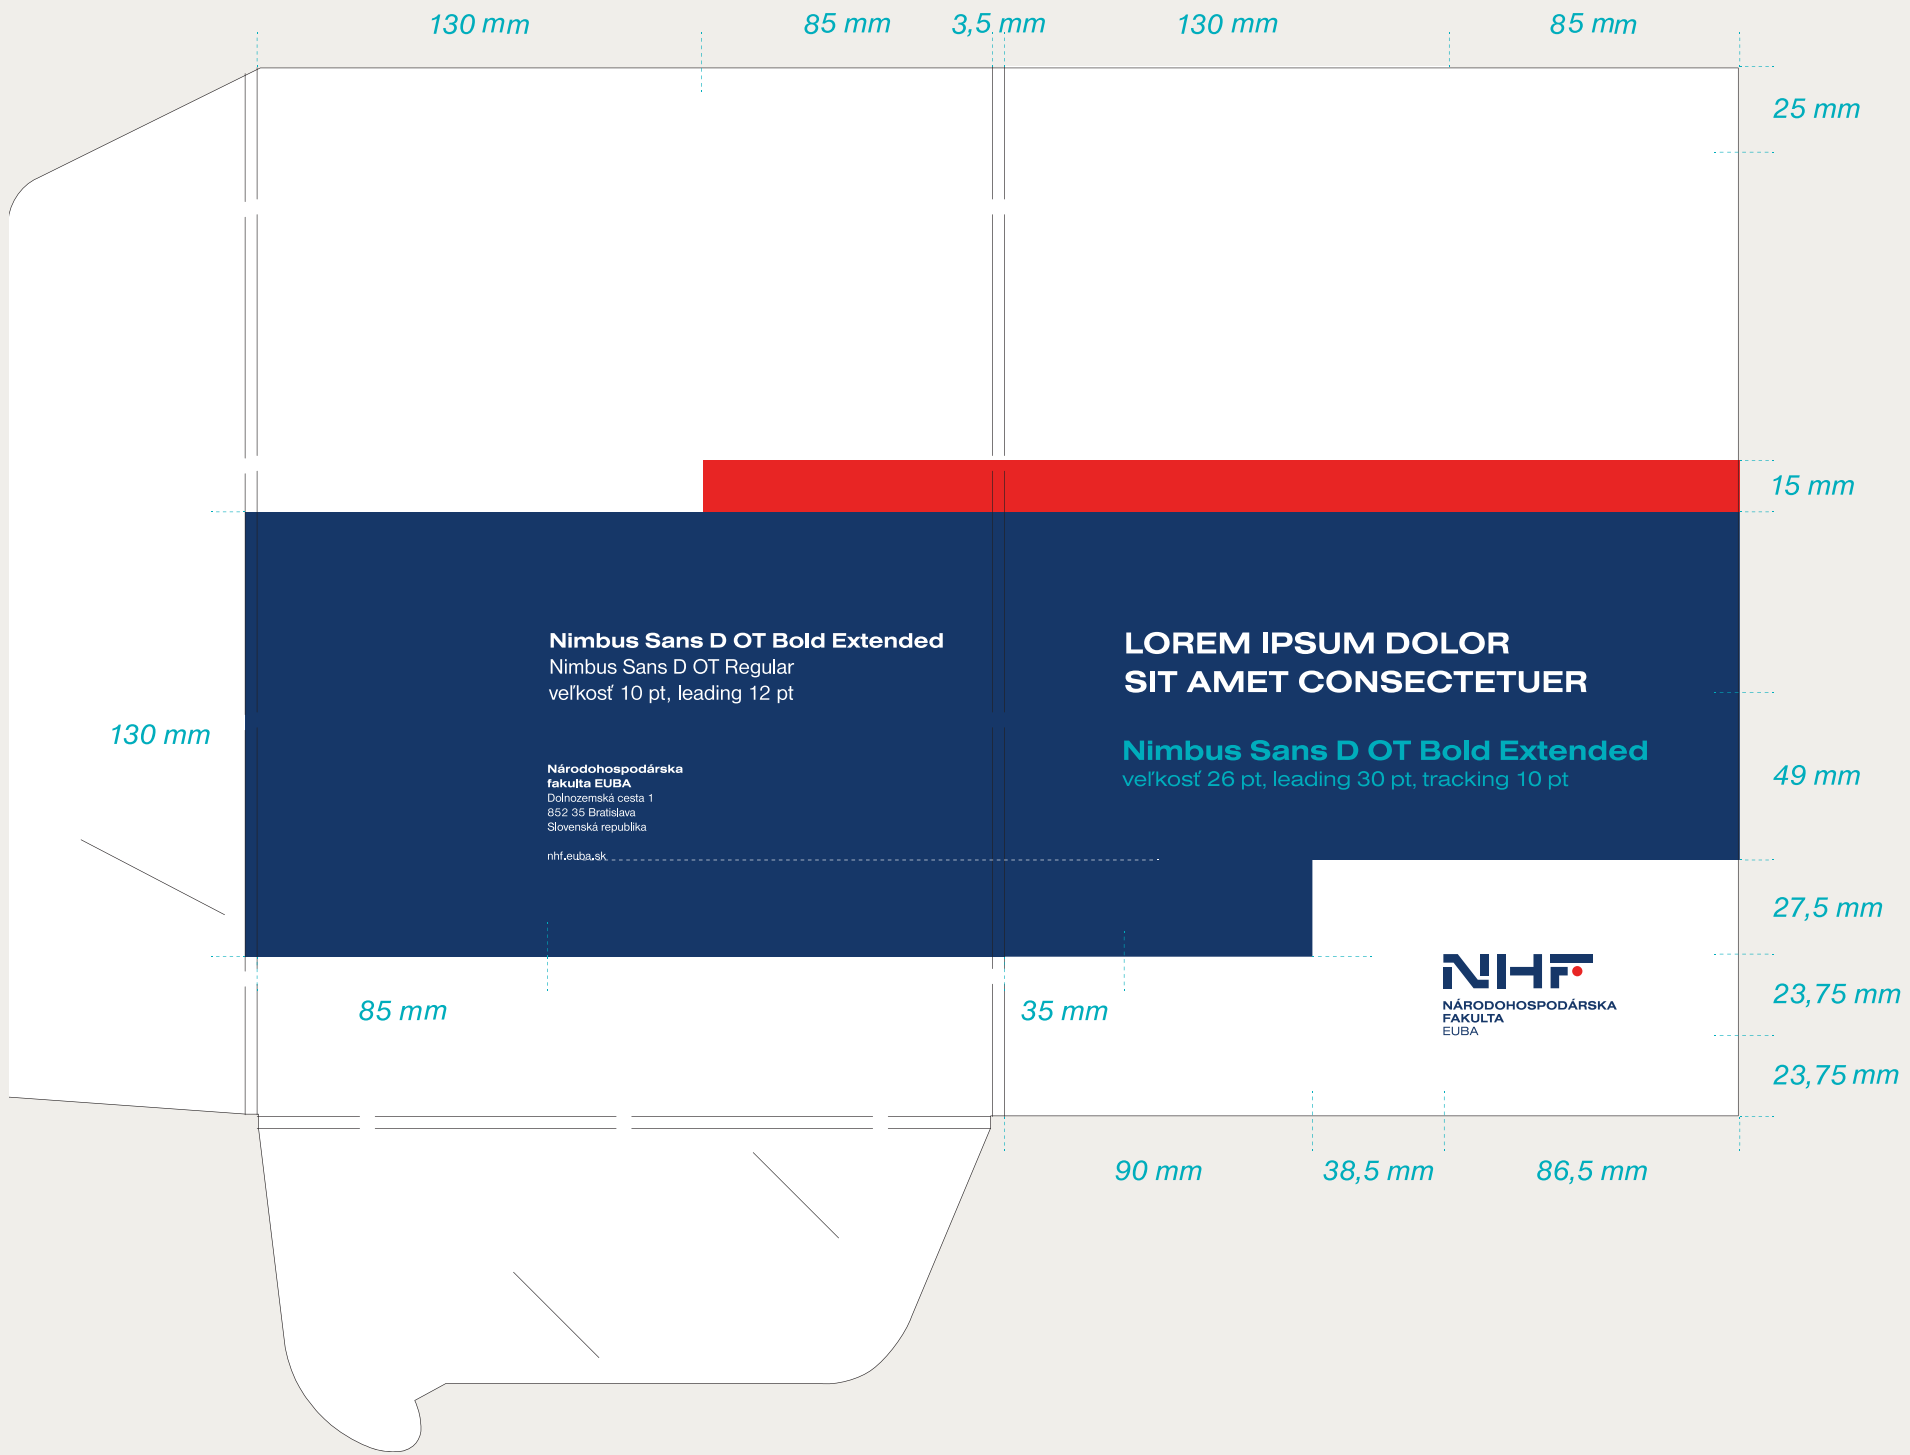 130 mm
85 mm
3,5 mm
130 mm
85 mm
25 mm
15 mm
Nimbus Sans D OT Bold Extended
Nimbus Sans D OT Regular
veľkosť 10 pt, leading 12 pt
LOREM IPSUM DOLOR
SIT AMET CONSECTETUER
130 mm
Nimbus Sans D OT Bold Extended
veľkosť 26 pt, leading 30 pt, tracking 10 pt
49 mm
Národohospodárska
fakulta EUBA
Dolnozemská cesta 1
852 35 Bratislava
Slovenská republika
nhf.euba.sk
27,5 mm
NHF
NÁRODOHOSPODÁRSKA
FAKULTA
EUBA
23,75 mm
85 mm
35 mm
23,75 mm
90 mm
38,5 mm
86,5 mm